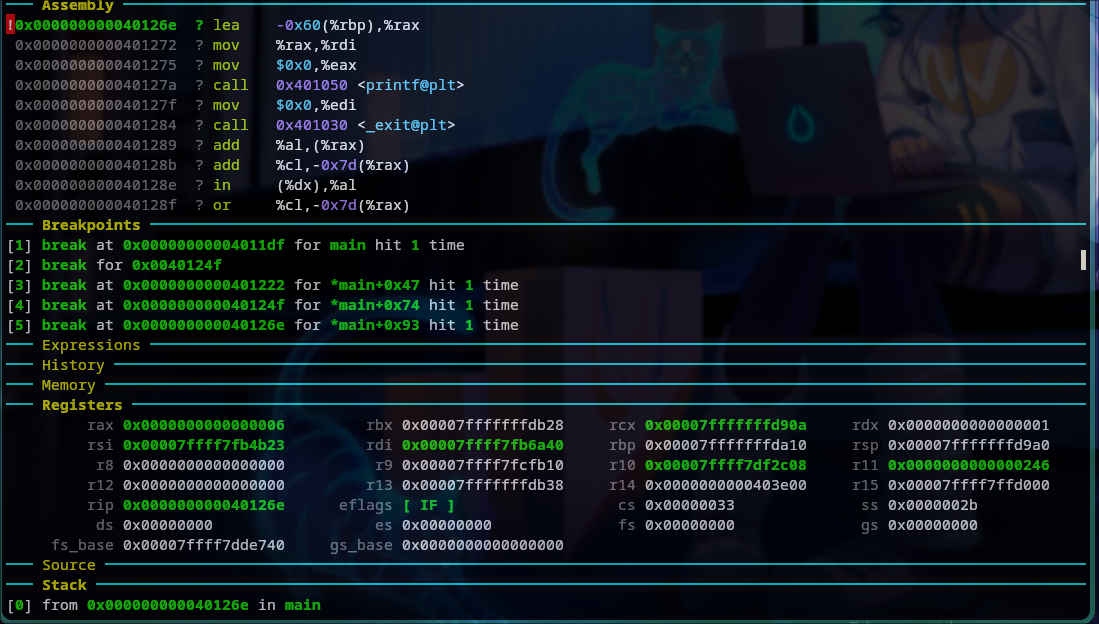 Assembly
!0x000000000040126e ? lea -0x60(%rbp),%rax
0x0000000000401272 ? mov %rax,%rdi
0x0000000000401275 ? mov $0x0,%eax
0x000000000040127a ? call 0x401050 <printf@plt>
0x000000000040127f ? mov $0x0,%edi
0x0000000000401284 ? call 0x401030 <_exit@plt>
0x0000000000401289 ? add %al,(%rax)
0x000000000040128b ? add %cl,-0x7d(%rax)
0x000000000040128e ? in (%dx),%al
0x000000000040128f ? or %cl,-0x7d(%rax)
Breakpoints
[1] break at 0x00000000004011df for main hit 1 time
[2] break for 0x0040124f
[3] break at 0x0000000000401222 for *main+0x47 hit 1 time
[4] break at 0x000000000040124f for *main+0x74 hit 1 time
[5] break at 0x000000000040126e for *main+0x93 hit 1 time
Expressions
History
Memory
Registers
rax 0x0000000000000006 rbx 0x00007fffffffdb28 rcx 0x00007fffffffd90a rdx 0x0000000000000001
rsi 0x00007ffff7fb4b23 rdi 0x00007ffff7fb6a40 rbp 0x00007fffffffda10 rsp 0x00007fffffffd9a0
r8 0x0000000000000000 r9 0x00007ffff7fcfb10 r10 0x00007ffff7df2c08 r11 0x0000000000000246
r12 0x0000000000000000 r13 0x00007fffffffdb38 r14 0x0000000000403e00 r15 0x00007ffff7ffd000
rip 0x000000000040126e eflags [ IF ] cs 0x00000033 ss 0x0000002b
ds 0x00000000 es 0x00000000 fs 0x00000000 gs 0x00000000
fs_base 0x00007ffff7dde740 gs_base 0x0000000000000000
Source
Stack
[0] from 0x000000000040126e in main